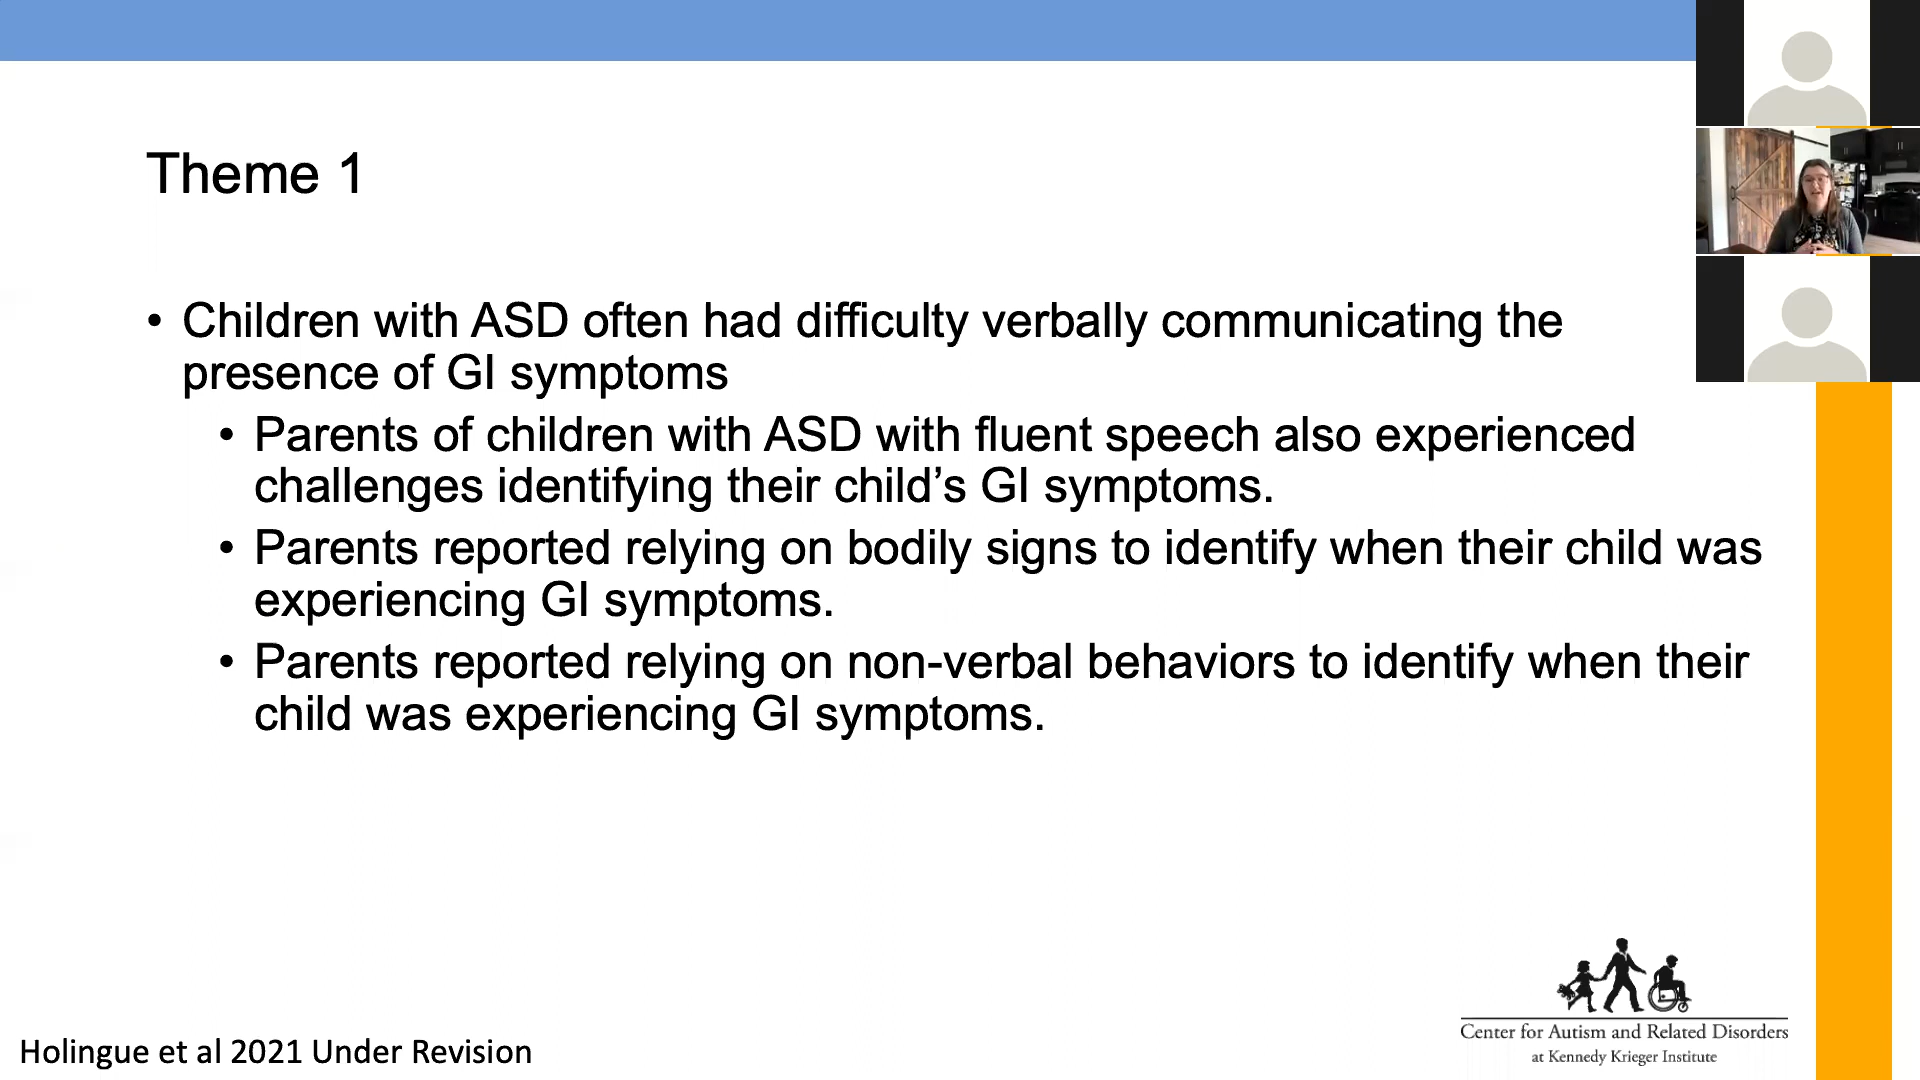 Theme 1
• Children with ASD often had difficulty verbally communicating the
presence of GI symptoms
• Parents of children with ASD with fluent speech also experienced
challenges identifying their child’s GI symptoms.
• Parents reported relying on bodily signs to identify when their child was
experiencing GI symptoms.
• Parents reported relying on non-verbal behaviors to identify when their
child was experiencing GI symptoms.
Holingue et al 2021 Under Revision
Center for Autism and Related Disorders
at Kennedy Krieger Institute